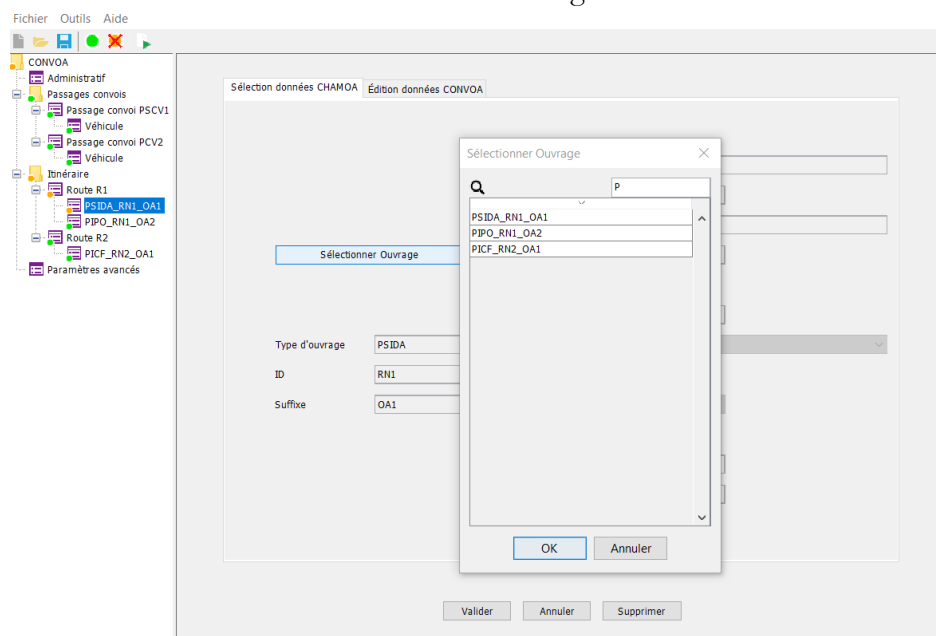 Fichier Outils Aide
CONVOA
Administratif
Passages convois
Passage convoi PSCV1
Véhicule
Passage convoi PCV2
Véhicule
Itinéraire
Route R1
PSIDA_RN1_OA1
PIPO_RN1_OA2
Route R2
PICF_RN2_OA1
Paramètres avancés
Sélection données CHAMOA Édition données CONVOA
Sélectionner Ouvrage
Type d'ouvrage PSIDA
ID RN1
Suffixe OA1
Sélectionner Ouvrage
P
PSIDA_RN1_OA1
PIPO_RN1_OA2
PICF_RN2_OA1
OK Annuler
Valider Annuler Supprimer